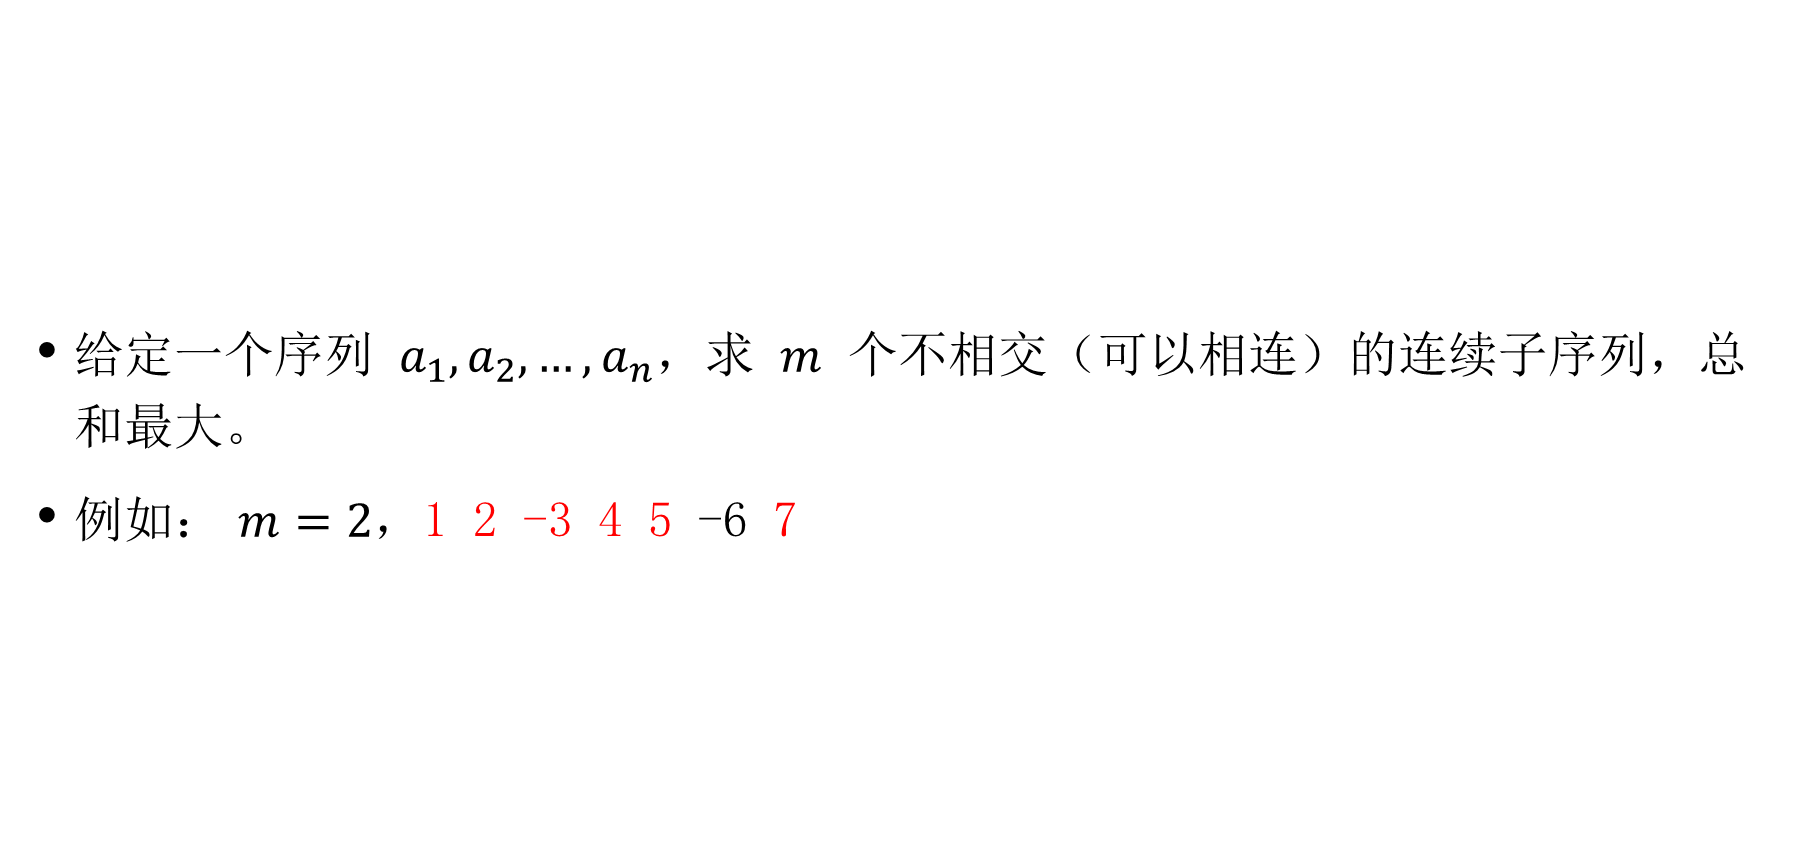 • 给定一个序列 a₁, a₂, … , aₙ，求 m 个不相交（可以相连）的连续子序列，总
和最大。
• 例如： m = 2，1 2 -3 4 5 -6 7